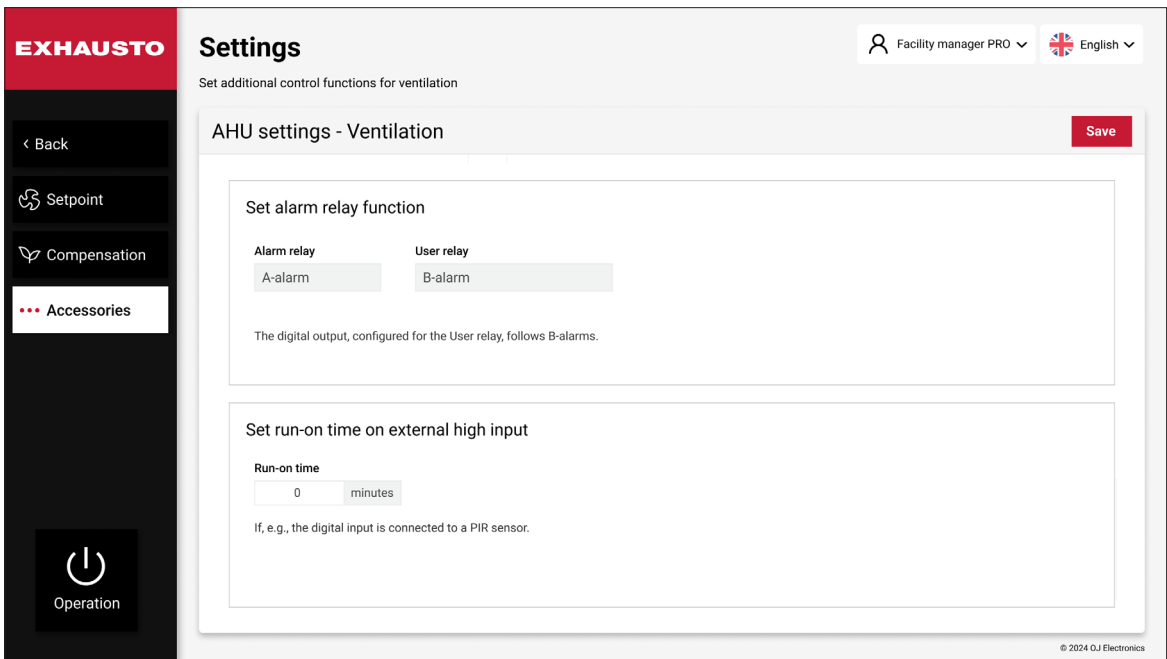 EXHAUSTO
Settings
Facility manager PRO
English
Set additional control functions for ventilation
AHU settings - Ventilation
Save
‹ Back
Setpoint
Compensation
Accessories
Operation
Set alarm relay function
Alarm relay
User relay
A-alarm
B-alarm
The digital output, configured for the User relay, follows B-alarms.
Set run-on time on external high input
Run-on time
0
minutes
If, e.g., the digital input is connected to a PIR sensor.
© 2024 OJ Electronics